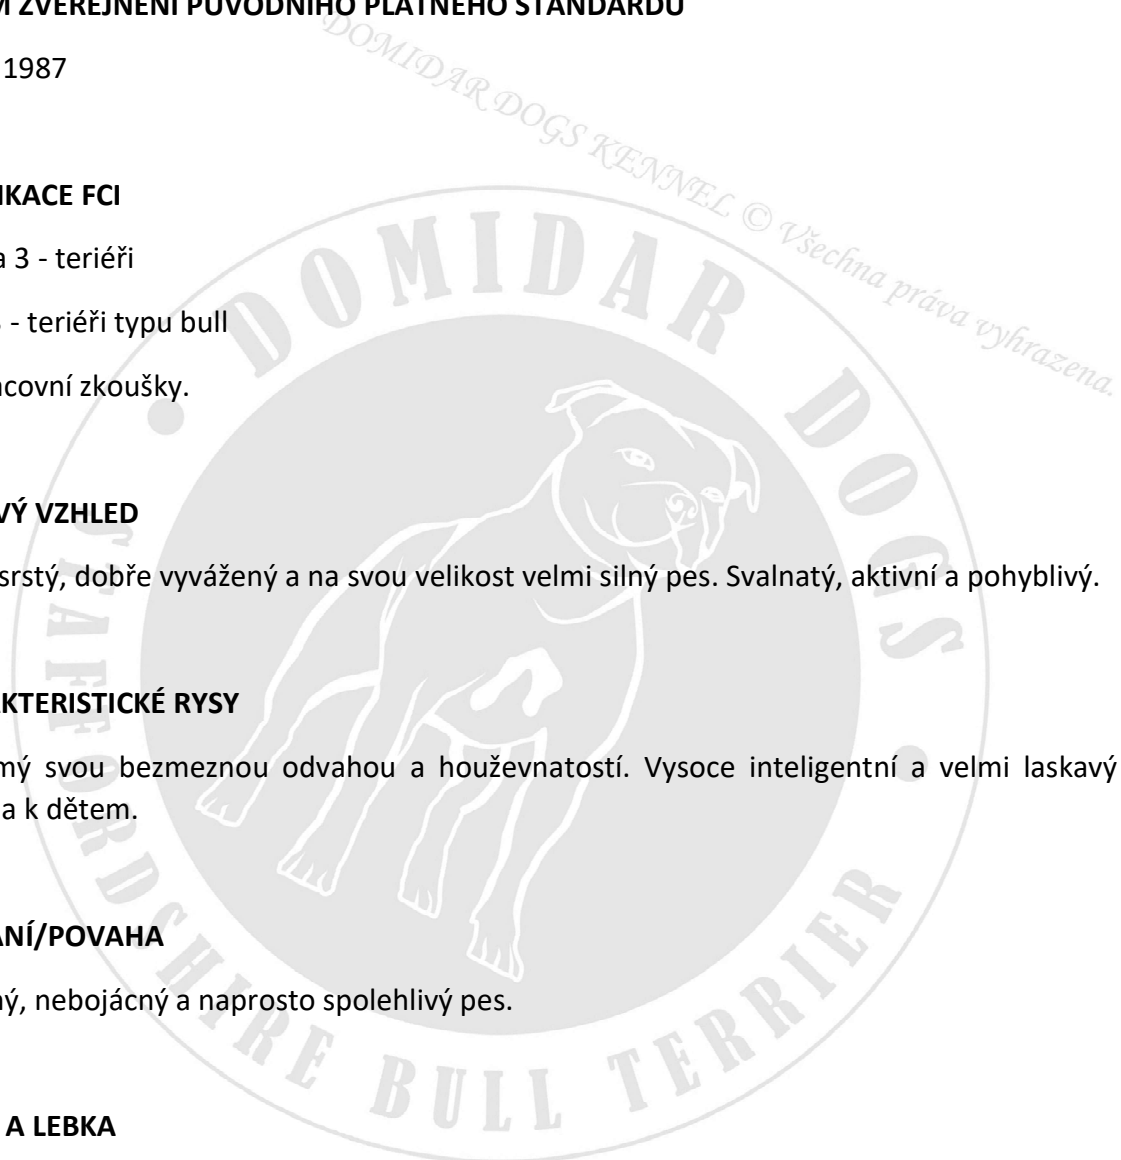 M ZVEŘEJNĚNÍ PŮVODNÍHO PLATNÉHO STANDARDU
1987
DOMIDAR DOGS KENNEL © Všechna práva vyhrazena.
IKACE FCI
a 3 - teriéři
- teriéři typu bull
acovní zkoušky.
DOMIDAR DOGS
VÝ VZHLED
srstý, dobře vyvážený a na svou velikost velmi silný pes. Svalnatý, aktivní a pohyblivý.
AKTERISTICKÉ RYSY
mý svou bezmeznou odvahou a houževnatostí. Vysoce inteligentní a velmi laskavý
a k dětem.
ANÍ/POVAHA
ný, nebojácný a naprosto spolehlivý pes.
STAFFORDSHIRE BULL TERRIER
A LEBKA